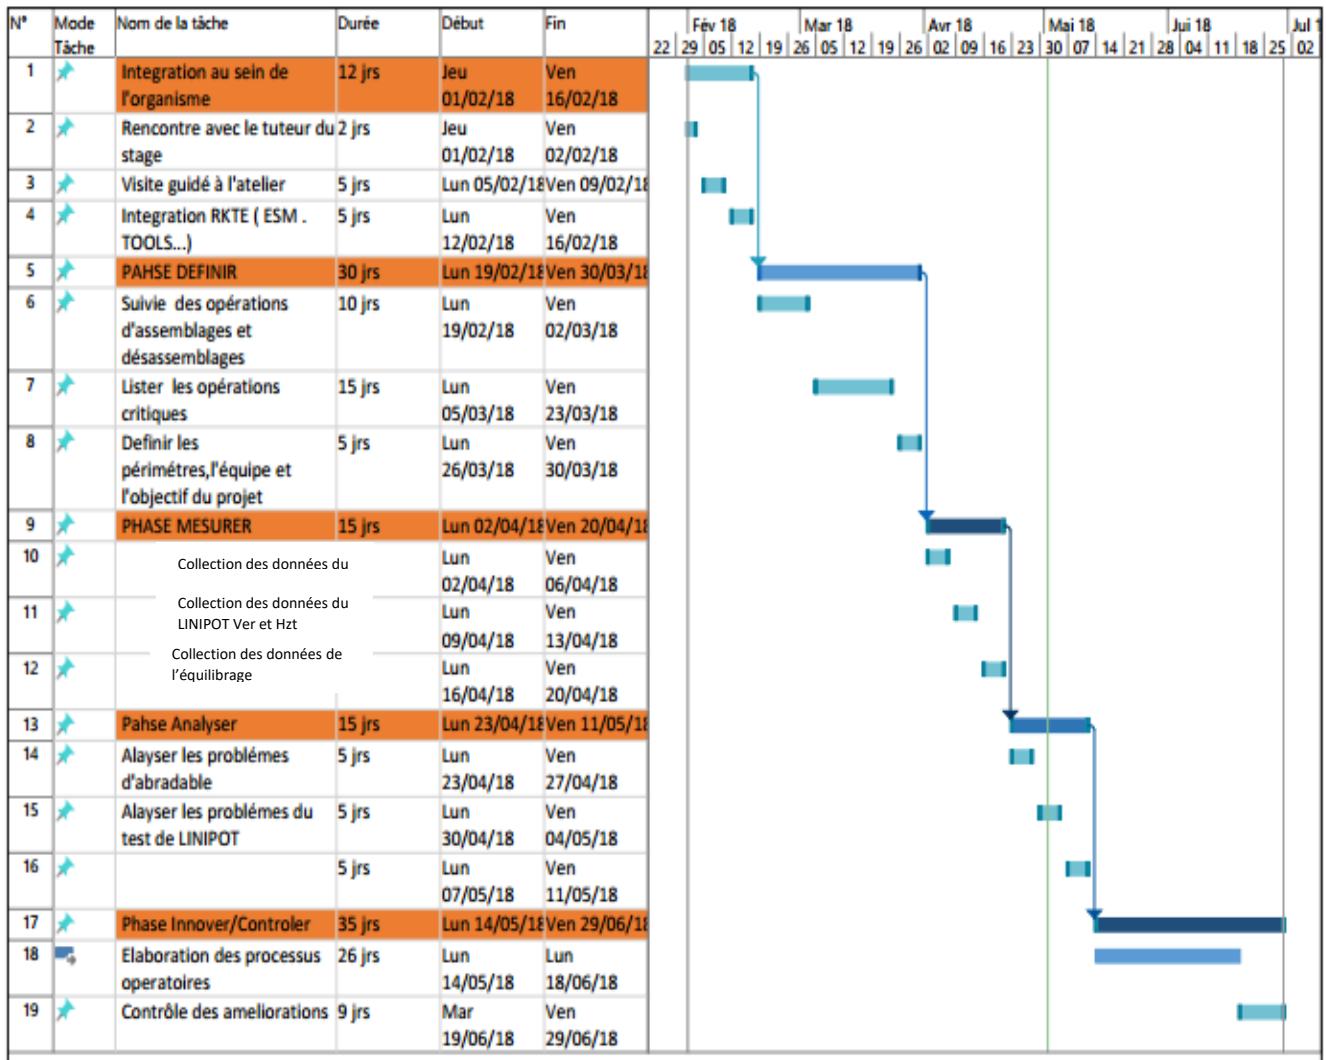 N° Mode Nom de la tâche Durée Début Fin Fév 18 Mar 18 Avr 18 Mai 18 Jui 18 Jul 1
Tâche 22 29 05 12 19 26 05 12 19 26 02 09 16 23 30 07 14 21 28 04 11 18 25 02
1 Integration au sein de 12 jrs Jeu Ven
l'organisme 01/02/18 16/02/18
2 Rencontre avec le tuteur du 2 jrs Jeu Ven
stage 01/02/18 02/02/18
3 Visite guidé à l'atelier 5 jrs Lun 05/02/18 Ven 09/02/18
4 Integration RKTE ( ESM . 5 jrs Lun Ven
TOOLS...) 12/02/18 16/02/18
5 PAHSE DEFINIR 30 jrs Lun 19/02/18 Ven 30/03/18
6 Suivie des opérations 10 jrs Lun Ven
d'assemblages et 19/02/18 02/03/18
désassemblages
7 Lister les opérations 15 jrs Lun Ven
critiques 05/03/18 23/03/18
8 Definir les 5 jrs Lun Ven
périmétres,l'équipe et 26/03/18 30/03/18
l'objectif du projet
9 PHASE MESURER 15 jrs Lun 02/04/18 Ven 20/04/18
10 Collection des données du Lun Ven
02/04/18 06/04/18
11 Collection des données du Lun Ven
LINIPOT Ver et Hzt 09/04/18 13/04/18
12 Collection des données de Lun Ven
l'équilibrage 16/04/18 20/04/18
13 Pahse Analyser 15 jrs Lun 23/04/18 Ven 11/05/18
14 Alayser les problémes 5 jrs Lun Ven
d'abradable 23/04/18 27/04/18
15 Alayser les problémes du 5 jrs Lun Ven
test de LINIPOT 30/04/18 04/05/18
16 5 jrs Lun Ven
07/05/18 11/05/18
17 Phase Innover/Controler 35 jrs Lun 14/05/18 Ven 29/06/18
18 Elaboration des processus 26 jrs Lun Lun
operatoires 14/05/18 18/06/18
19 Contrôle des ameliorations 9 jrs Mar Ven
19/06/18 29/06/18